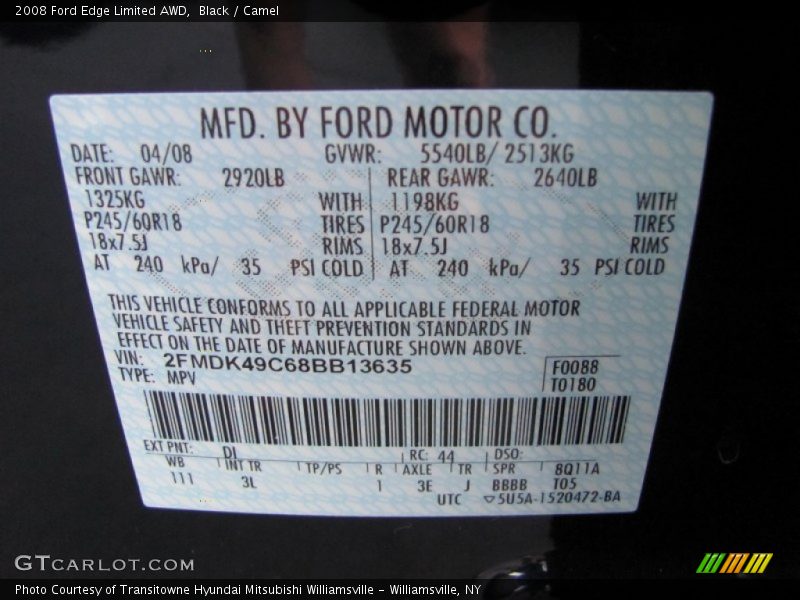 2008 Ford Edge Limited AWD, Black / Camel
MFD. BY FORD MOTOR CO.
DATE: 04/08 GVWR: 5540LB/ 2513KG
FRONT GAWR: 2920LB REAR GAWR: 2640LB
1325KG WITH 1198KG WITH
P245/60R18 TIRES P245/60R18 TIRES
18x7.5J RIMS 18x7.5J RIMS
AT 240 kPa/ 35 PSI COLD AT 240 kPa/ 35 PSI COLD
THIS VEHICLE CONFORMS TO ALL APPLICABLE FEDERAL MOTOR
VEHICLE SAFETY AND THEFT PREVENTION STANDARDS IN
EFFECT ON THE DATE OF MANUFACTURE SHOWN ABOVE.
VIN: 2FMDK49C68BB13635 F0088
TYPE: MPV T0180
EXT PNT: DI RC: 44 DSO:
WB INT TR TP/PS R AXLE TR SPR 8Q11A
111 3L 1 3E J BBBB T05
UTC ▽5U5A-1520472-BA
GTCARLOT.COM
Photo Courtesy of Transitowne Hyundai Mitsubishi Williamsville - Williamsville, NY